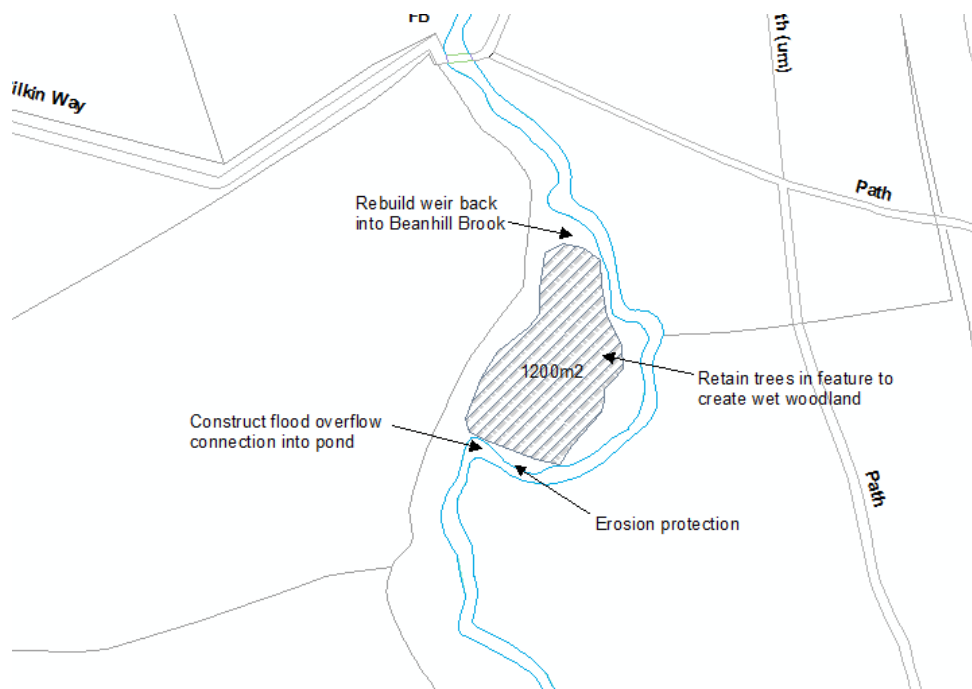 FB
ilkin Way
th (um)
Path
Rebuild weir back
into Beanhill Brook
1200m2
Retain trees in feature to
create wet woodland
Construct flood overflow
connection into pond
Path
Erosion protection